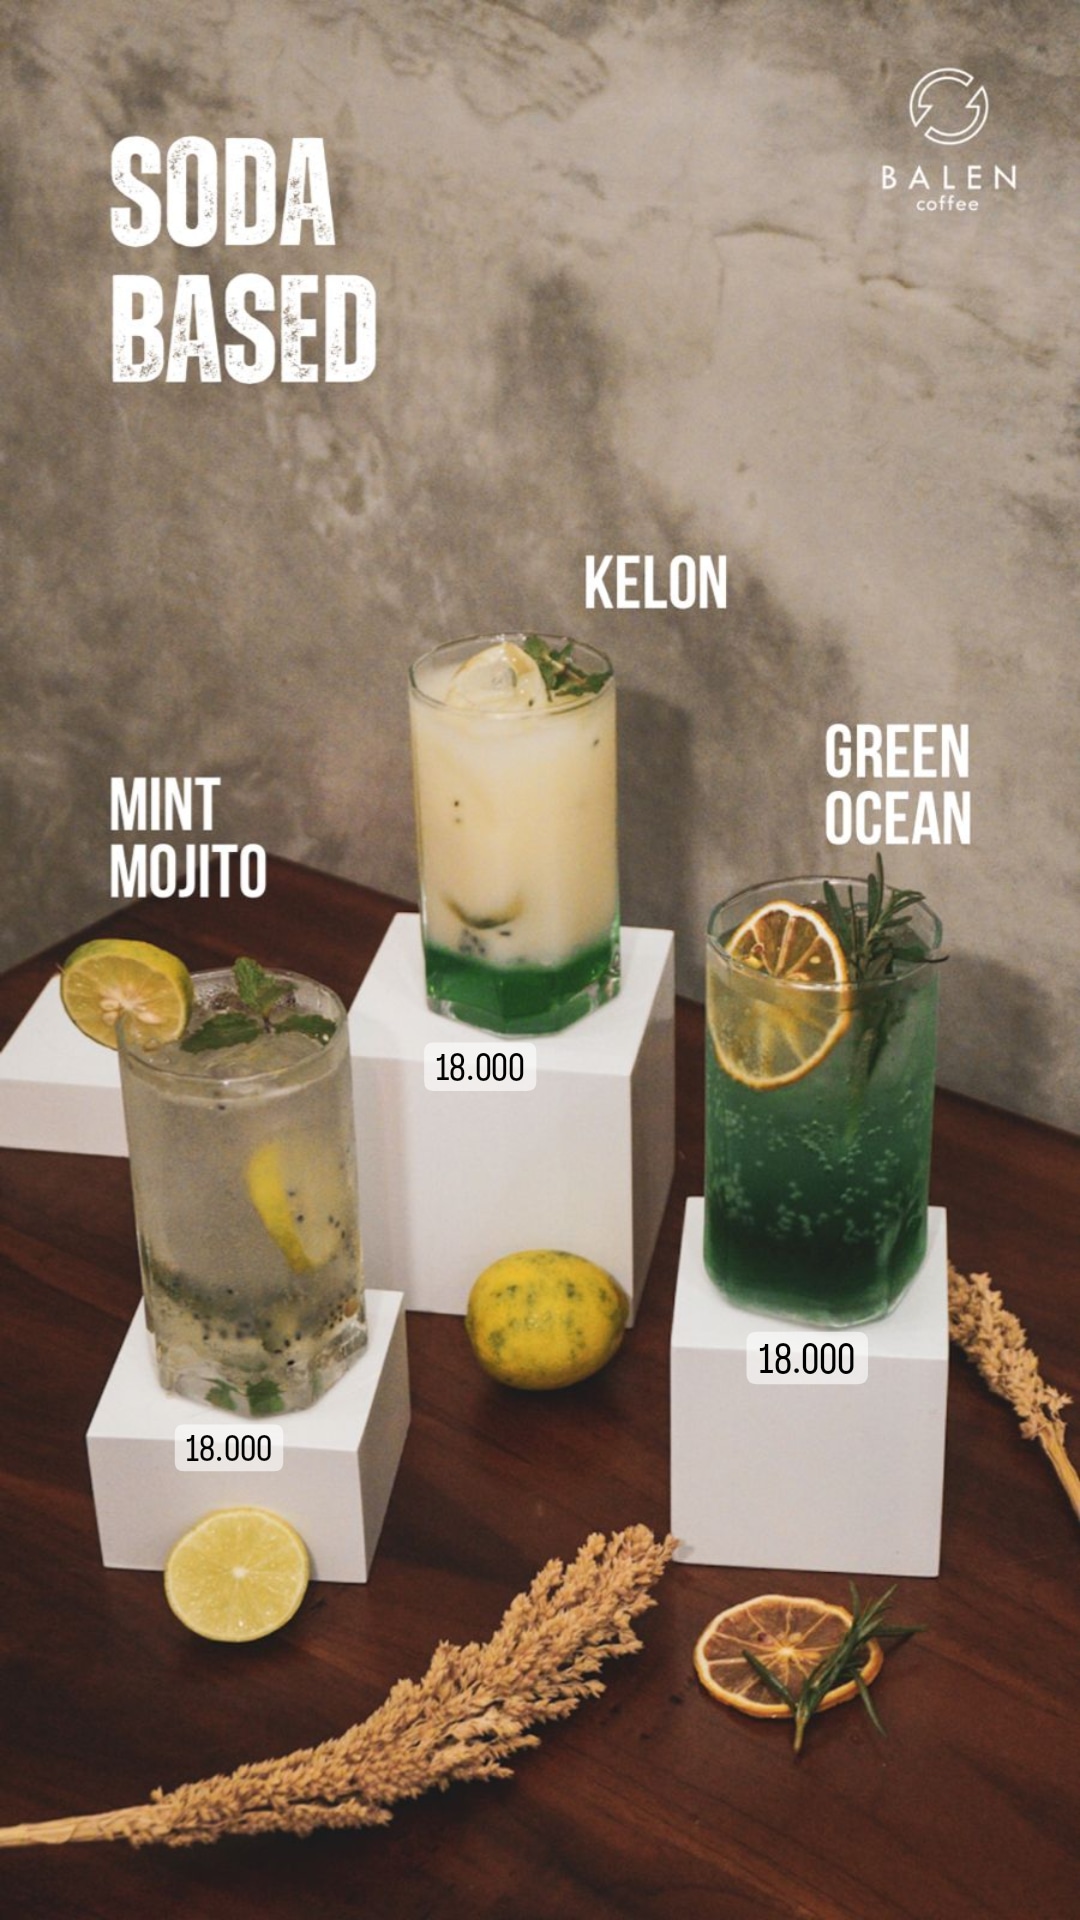 SODA
BASED
BALEN
coffee
KELON
GREEN
OCEAN
MINT
MOJITO
18.000
18.000
18.000